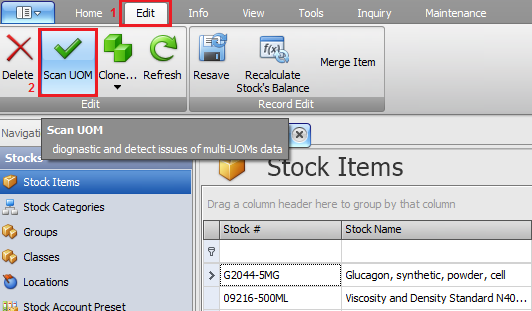 Home 1 Edit Info View Tools Inquiry Maintenance
Delete Scan UOM Clone... Refresh Resave Recalculate Stock's Balance Merge Item
2
Edit Record Edit
Scan UOM
diognastic and detect issues of multi-UOMs data
Navigati
Stocks
Stock Items
Stock Categories
Groups
Classes
Locations
Stock Account Preset
Stock Items
Drag a column header here to group by that column
Stock # Stock Name
G2044-5MG Glucagon, synthetic, powder, cell
09216-500ML Viscosity and Density Standard N40...